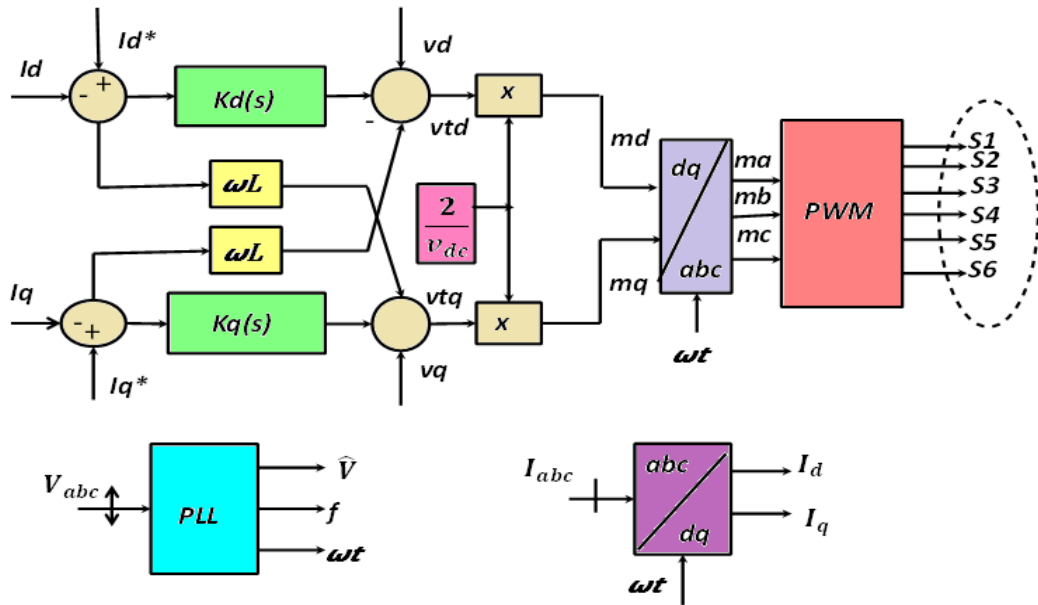 Id*
Id
- +
Kd(s)
vd
-
vtd
x
md
ωL
ωL
2
v_dc
dq
abc
ωt
ma
mb
mc
PWM
S1
S2
S3
S4
S5
S6
Iq
- +
Iq*
Kq(s)
vtq
vq
x
mq
V_abc
PLL
V̂
f
ωt
I_abc
abc
dq
ωt
I_d
I_q